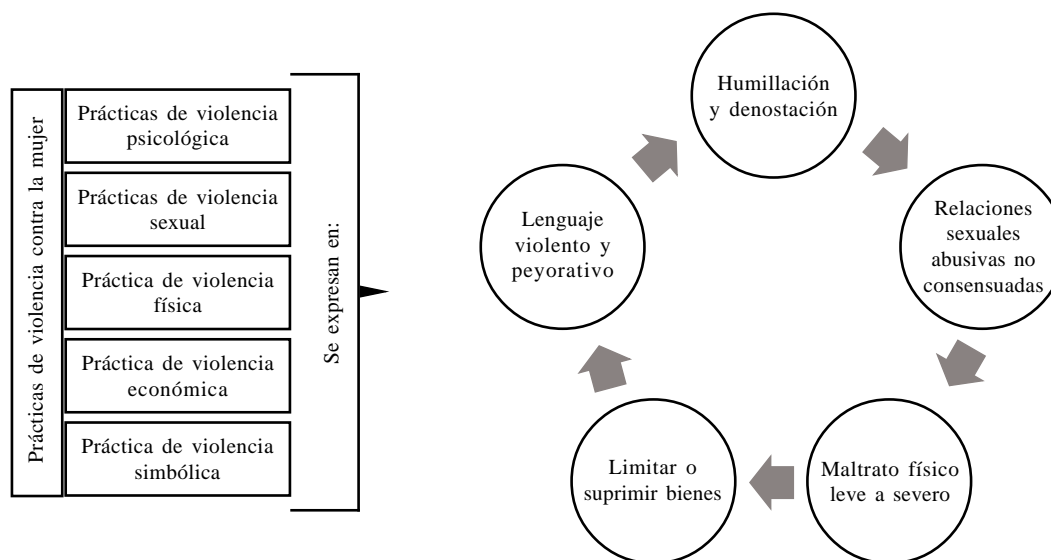 Prácticas de violencia contra la mujer
Prácticas de violencia
psicológica
Prácticas de violencia
sexual
Práctica de violencia
física
Práctica de violencia
económica
Práctica de violencia
simbólica
Se expresan en:
Humillación
y denostación
Relaciones
sexuales
abusivas no
consensuadas
Maltrato físico
leve a severo
Limitar o
suprimir bienes
Lenguaje
violento y
peyorativo